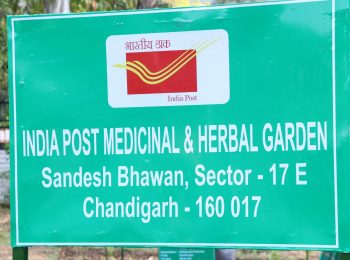 भारतीय डाक
India Post
INDIA POST MEDICINAL & HERBAL GARDEN
Sandesh Bhawan, Sector - 17 E
Chandigarh - 160 017